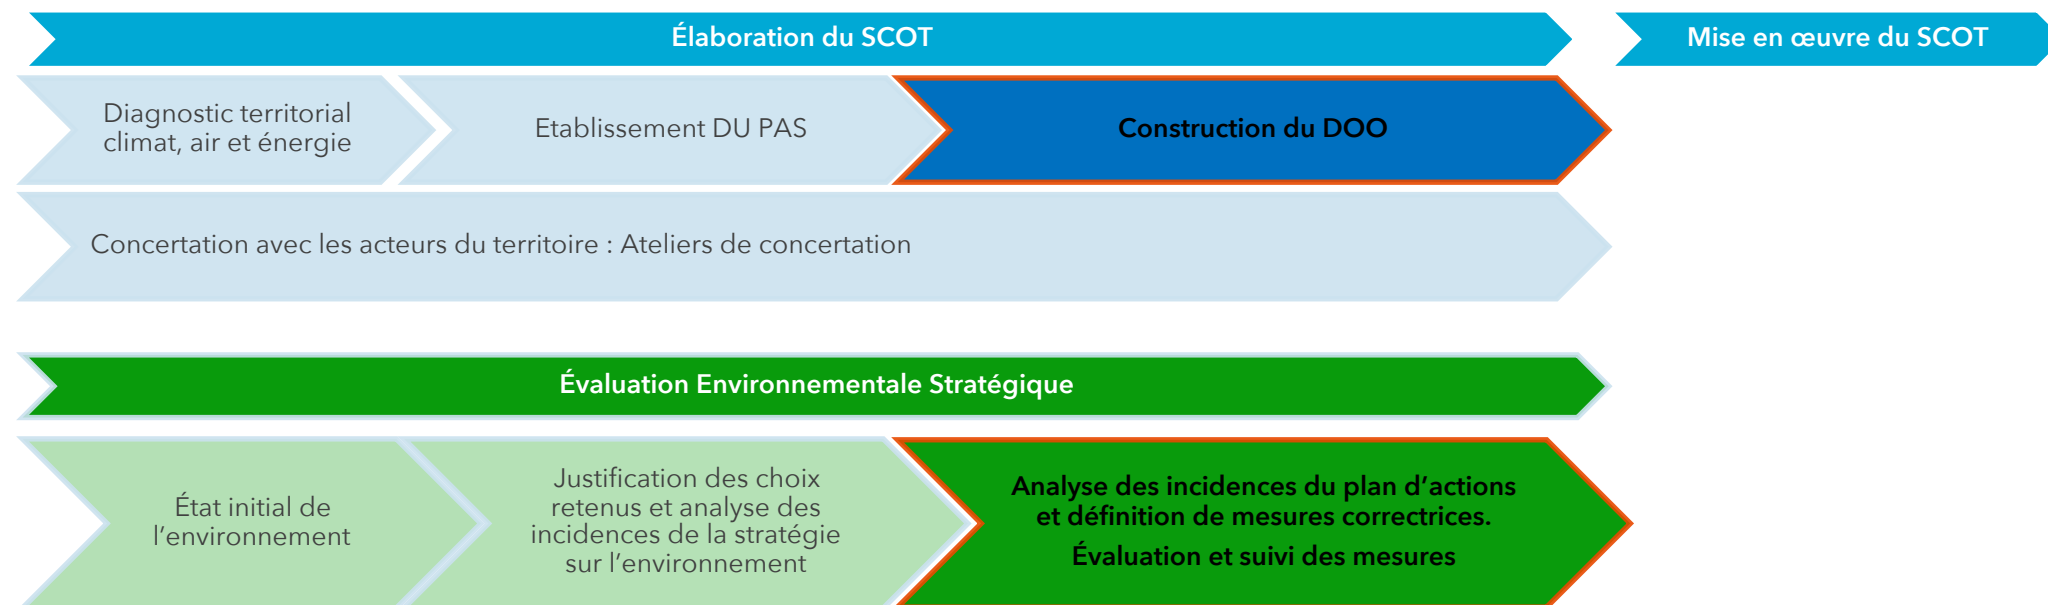 Élaboration du SCOT
Mise en œuvre du SCOT
Diagnostic territorial
climat, air et énergie
Etablissement DU PAS
Construction du DOO
Concertation avec les acteurs du territoire : Ateliers de concertation
Évaluation Environnementale Stratégique
État initial de
l’environnement
Justification des choix
retenus et analyse des
incidences de la stratégie
sur l’environnement
Analyse des incidences du plan d’actions
et définition de mesures correctrices.
Évaluation et suivi des mesures